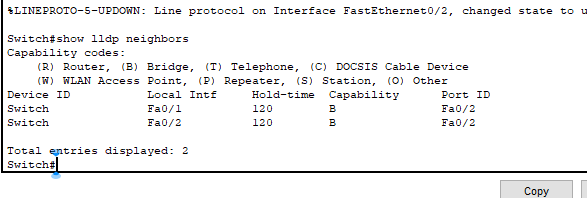 %LINEPROTO-5-UPDOWN: Line protocol on Interface FastEthernet0/2, changed state to u
Switch#show lldp neighbors
Capability codes:
    (R) Router, (B) Bridge, (T) Telephone, (C) DOCSIS Cable Device
    (W) WLAN Access Point, (P) Repeater, (S) Station, (O) Other
Device ID           Local Intf     Hold-time  Capability      Port ID
Switch              Fa0/1          120        B               Fa0/2
Switch              Fa0/2          120        B               Fa0/2
Total entries displayed: 2
Switch#
Copy